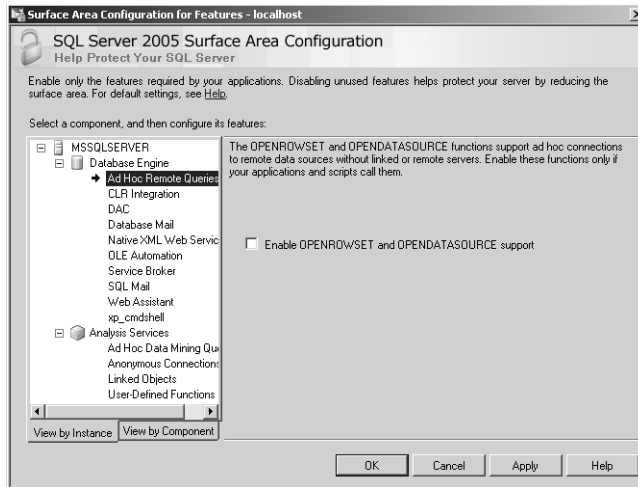 Surface Area Configuration for Features - localhost
SQL Server 2005 Surface Area Configuration
Help Protect Your SQL Server
Enable only the features required by your applications. Disabling unused features helps protect your server by reducing the
surface area. For default settings, see Help.
Select a component, and then configure its features:
MSSQLSERVER
Database Engine
Ad Hoc Remote Queries
CLR Integration
DAC
Database Mail
Native XML Web Servic
OLE Automation
Service Broker
SQL Mail
Web Assistant
xp_cmdshell
Analysis Services
Ad Hoc Data Mining Qu
Anonymous Connections
Linked Objects
User-Defined Functions
View by Instance
View by Component
The OPENROWSET and OPENDATASOURCE functions support ad hoc connections
to remote data sources without linked or remote servers. Enable these functions only if
your applications and scripts call them.
Enable OPENROWSET and OPENDATASOURCE support
OK
Cancel
Apply
Help